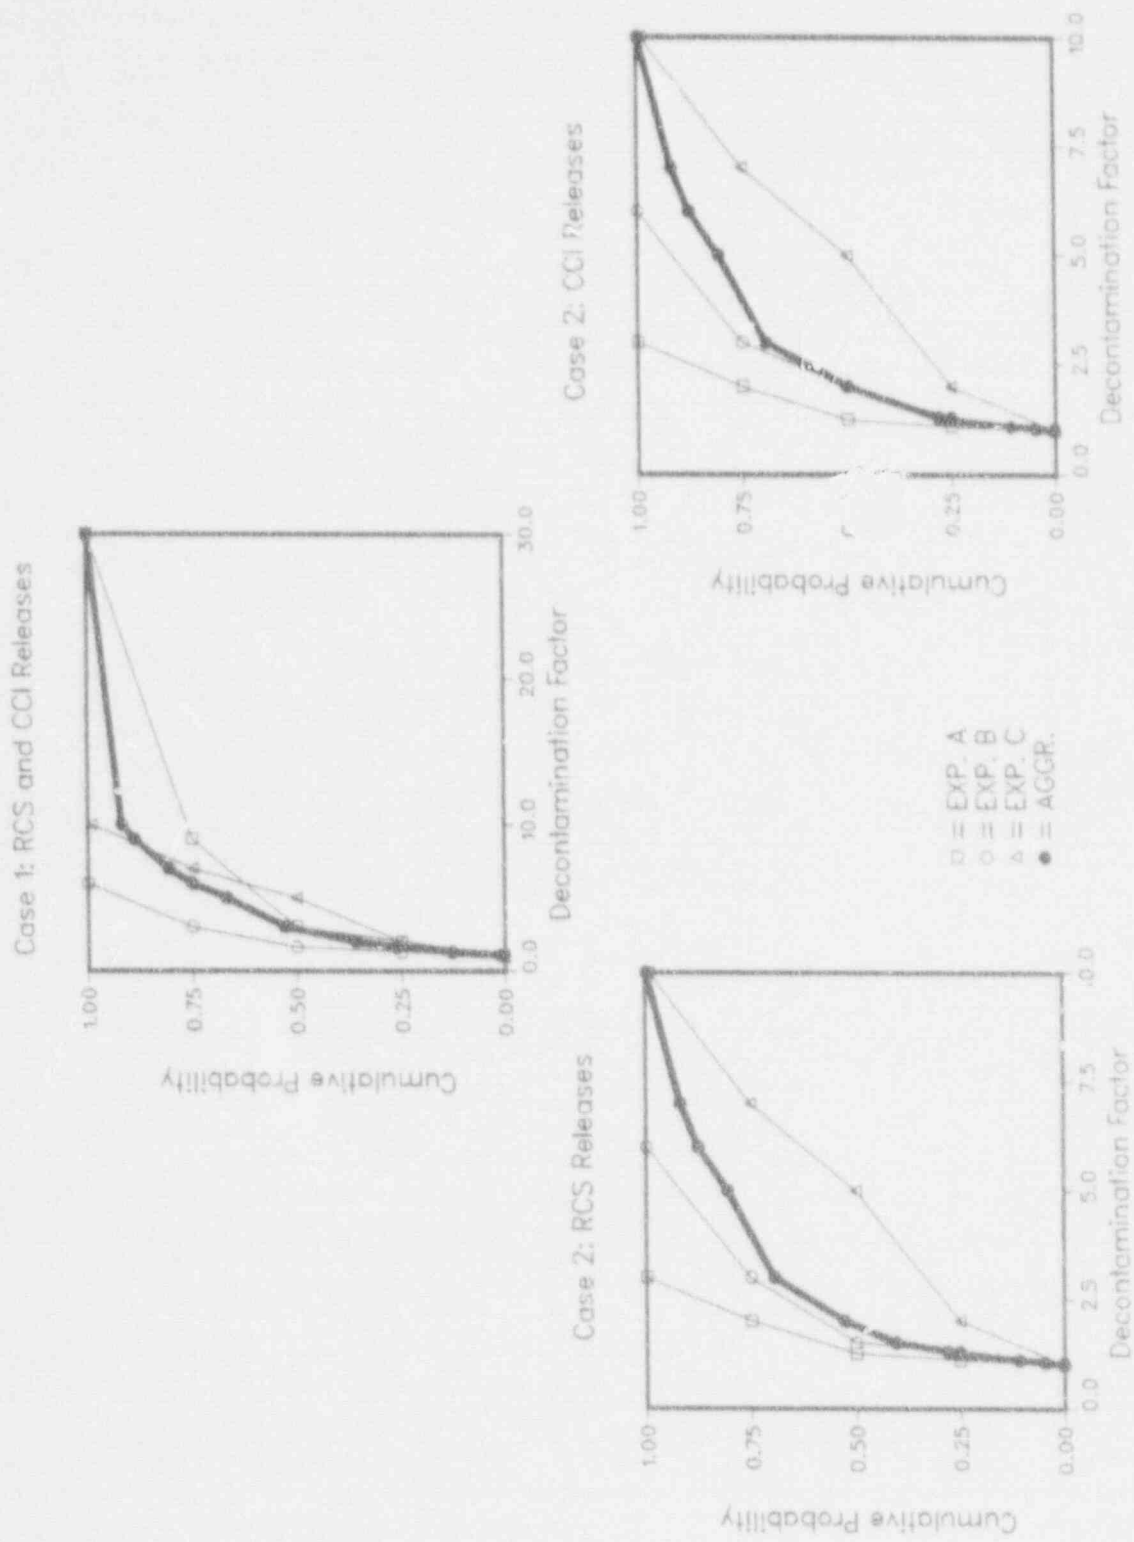 Case 1: RCS and CCI Releases
Cumulative Probability
1.00
0.75
0.50
0.25
0.00
0.0
10.0
20.0
30.0
Decontamination Factor
Case 2: RCS Releases
Cumulative Probability
1.00
0.75
0.50
0.25
0.00
0.0
2.5
5.0
7.5
.0.0
Decontamination Factor
□ = EXP. A
○ = EXP. B
△ = EXP. C
● = AGGR.
Case 2: CCI Releases
Cumulative Probability
1.00
0.75
0.25
0.00
0.0
2.5
5.0
7.5
10.0
Decontamination Factor